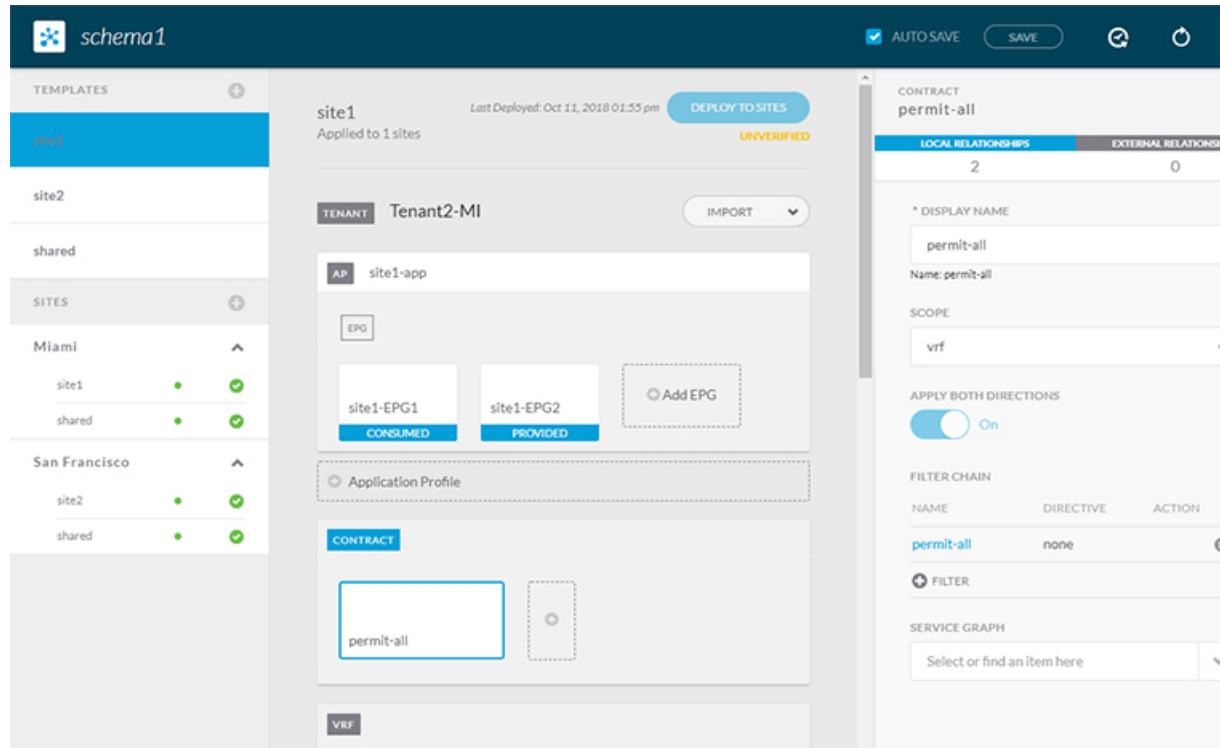 schema1
AUTO SAVE
SAVE
TEMPLATES
site1
site2
shared
SITES
Miami
site1
shared
San Francisco
site2
shared
site1
Last Deployed: Oct 11, 2018 01:55 pm
DEPLOY TO SITES
Applied to 1 sites
UNVERIFIED
TENANT
Tenant2-MI
IMPORT
AP
site1-app
EPG
site1-EPG1
CONSUMED
site1-EPG2
PROVIDED
Add EPG
Application Profile
CONTRACT
permit-all
VRF
CONTRACT
permit-all
LOCAL RELATIONSHIPS
EXTERNAL RELATIONSH
2
0
* DISPLAY NAME
permit-all
Name: permit-all
SCOPE
vrf
APPLY BOTH DIRECTIONS
On
FILTER CHAIN
NAME DIRECTIVE ACTION
permit-all none
FILTER
SERVICE GRAPH
Select or find an item here